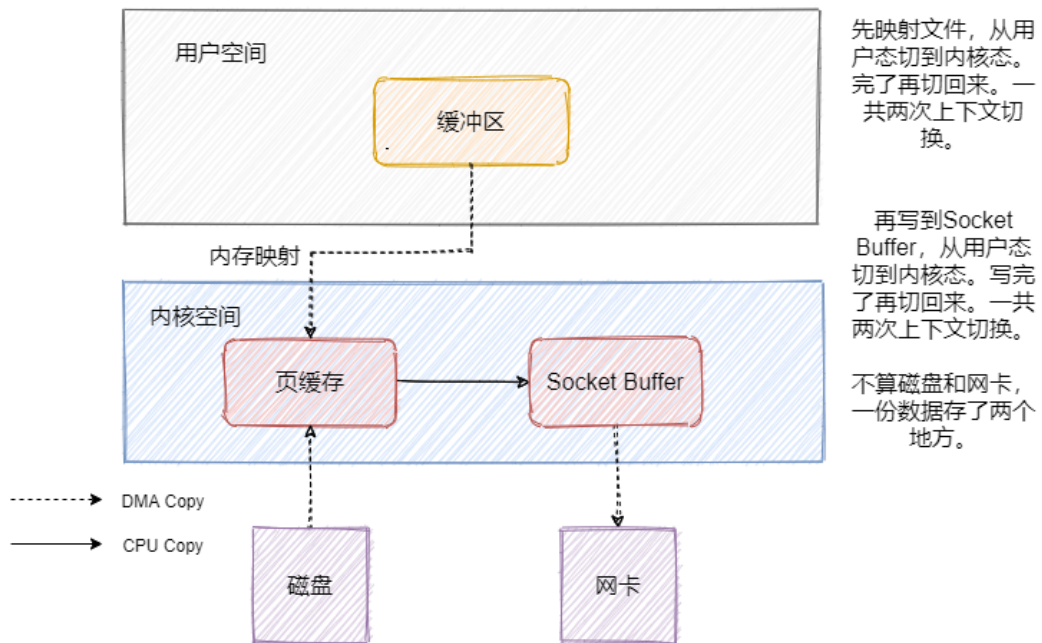 用户空间
缓冲区
内存映射
内核空间
页缓存
Socket Buffer
DMA Copy
CPU Copy
磁盘
网卡
先映射文件，从用
户态切到内核态。
完了再切回来。一
共两次上下文切
换。
再写到Socket
Buffer，从用户态
切到内核态。写完
了再切回来。一共
两次上下文切换。
不算磁盘和网卡，
一份数据存了两个
地方。